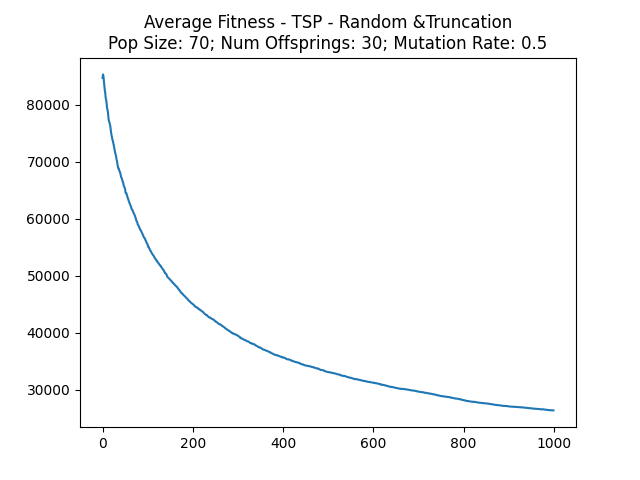 Average Fitness - TSP - Random &Truncation
Pop Size: 70; Num Offsprings: 30; Mutation Rate: 0.5
80000
70000
60000
50000
40000
30000
0 200 400 600 800 1000